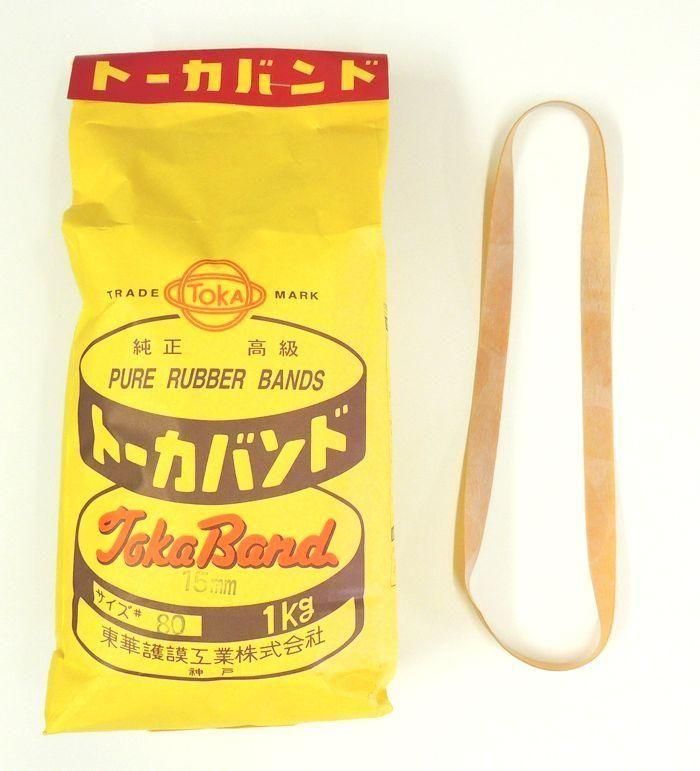 トーカバンド
TRADE TOKA MARK
純正 高級
PURE RUBBER BANDS
トーカバンド
Toka Band
15mm
サイズ# 80 1Kg
東華護謨工業株式会社
神戸